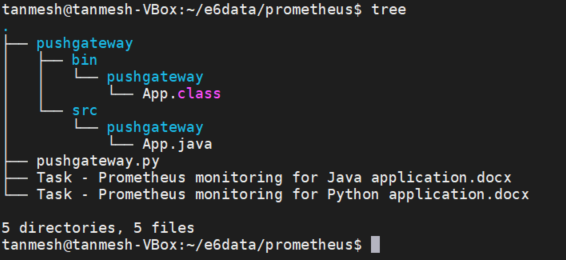 tanmesh@tanmesh-VBox:~/e6data/prometheus$ tree
.
├── pushgateway
│   ├── bin
│   │   └── pushgateway
│   │       └── App.class
│   └── src
│       └── pushgateway
│           └── App.java
├── pushgateway.py
├── Task - Prometheus monitoring for Java application.docx
└── Task - Prometheus monitoring for Python application.docx
5 directories, 5 files
tanmesh@tanmesh-VBox:~/e6data/prometheus$